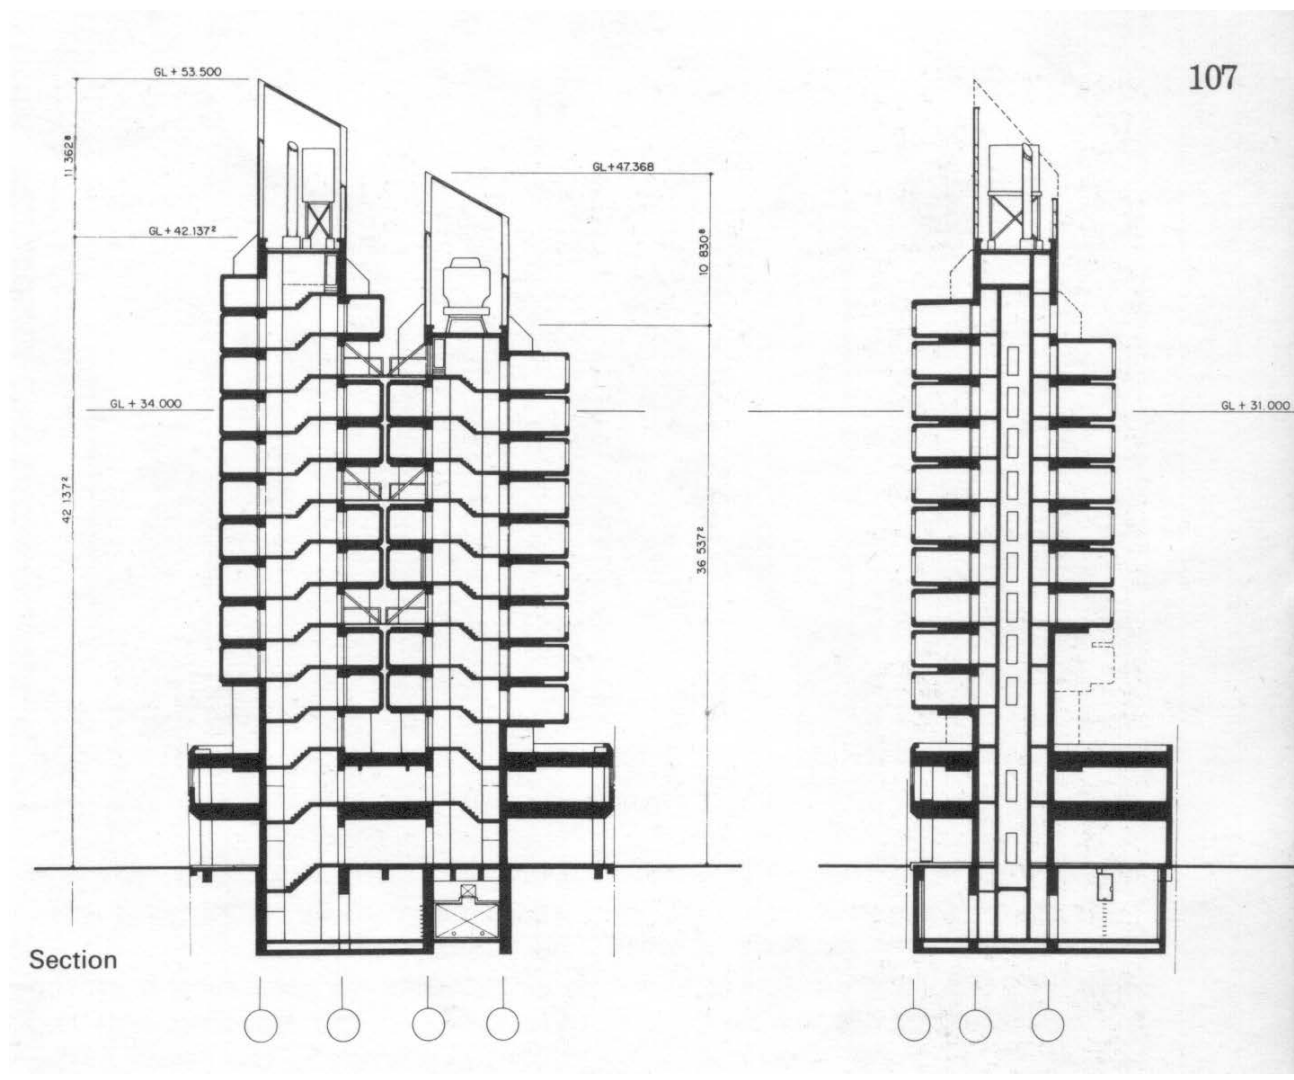 107
GL + 53.500
11 362⁸
GL+47.368
GL + 42.137²
10 830⁸
GL + 34.000
GL + 31.000
42 137²
36 537²
Section